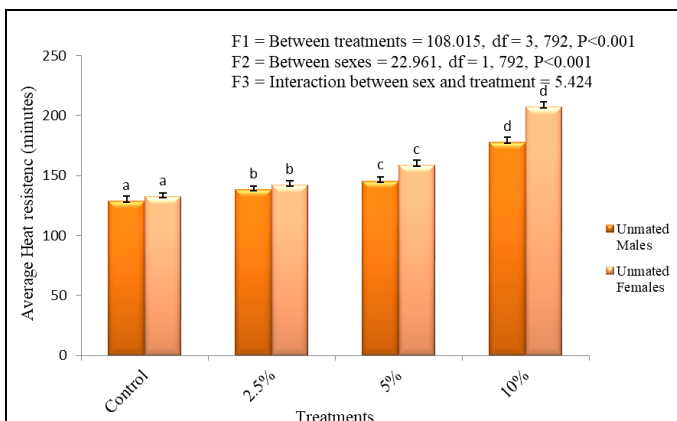 F1 = Between treatments = 108.015, df = 3, 792, P<0.001
F2 = Between sexes = 22.961, df = 1, 792, P<0.001
F3 = Interaction between sex and treatment = 5.424
Average Heat resistenc (minutes)
250
200
150
100
50
0
a a
b b
c c
d d
Control
2.5%
5%
10%
Treatments
Unmated
Males
Unmated
Females